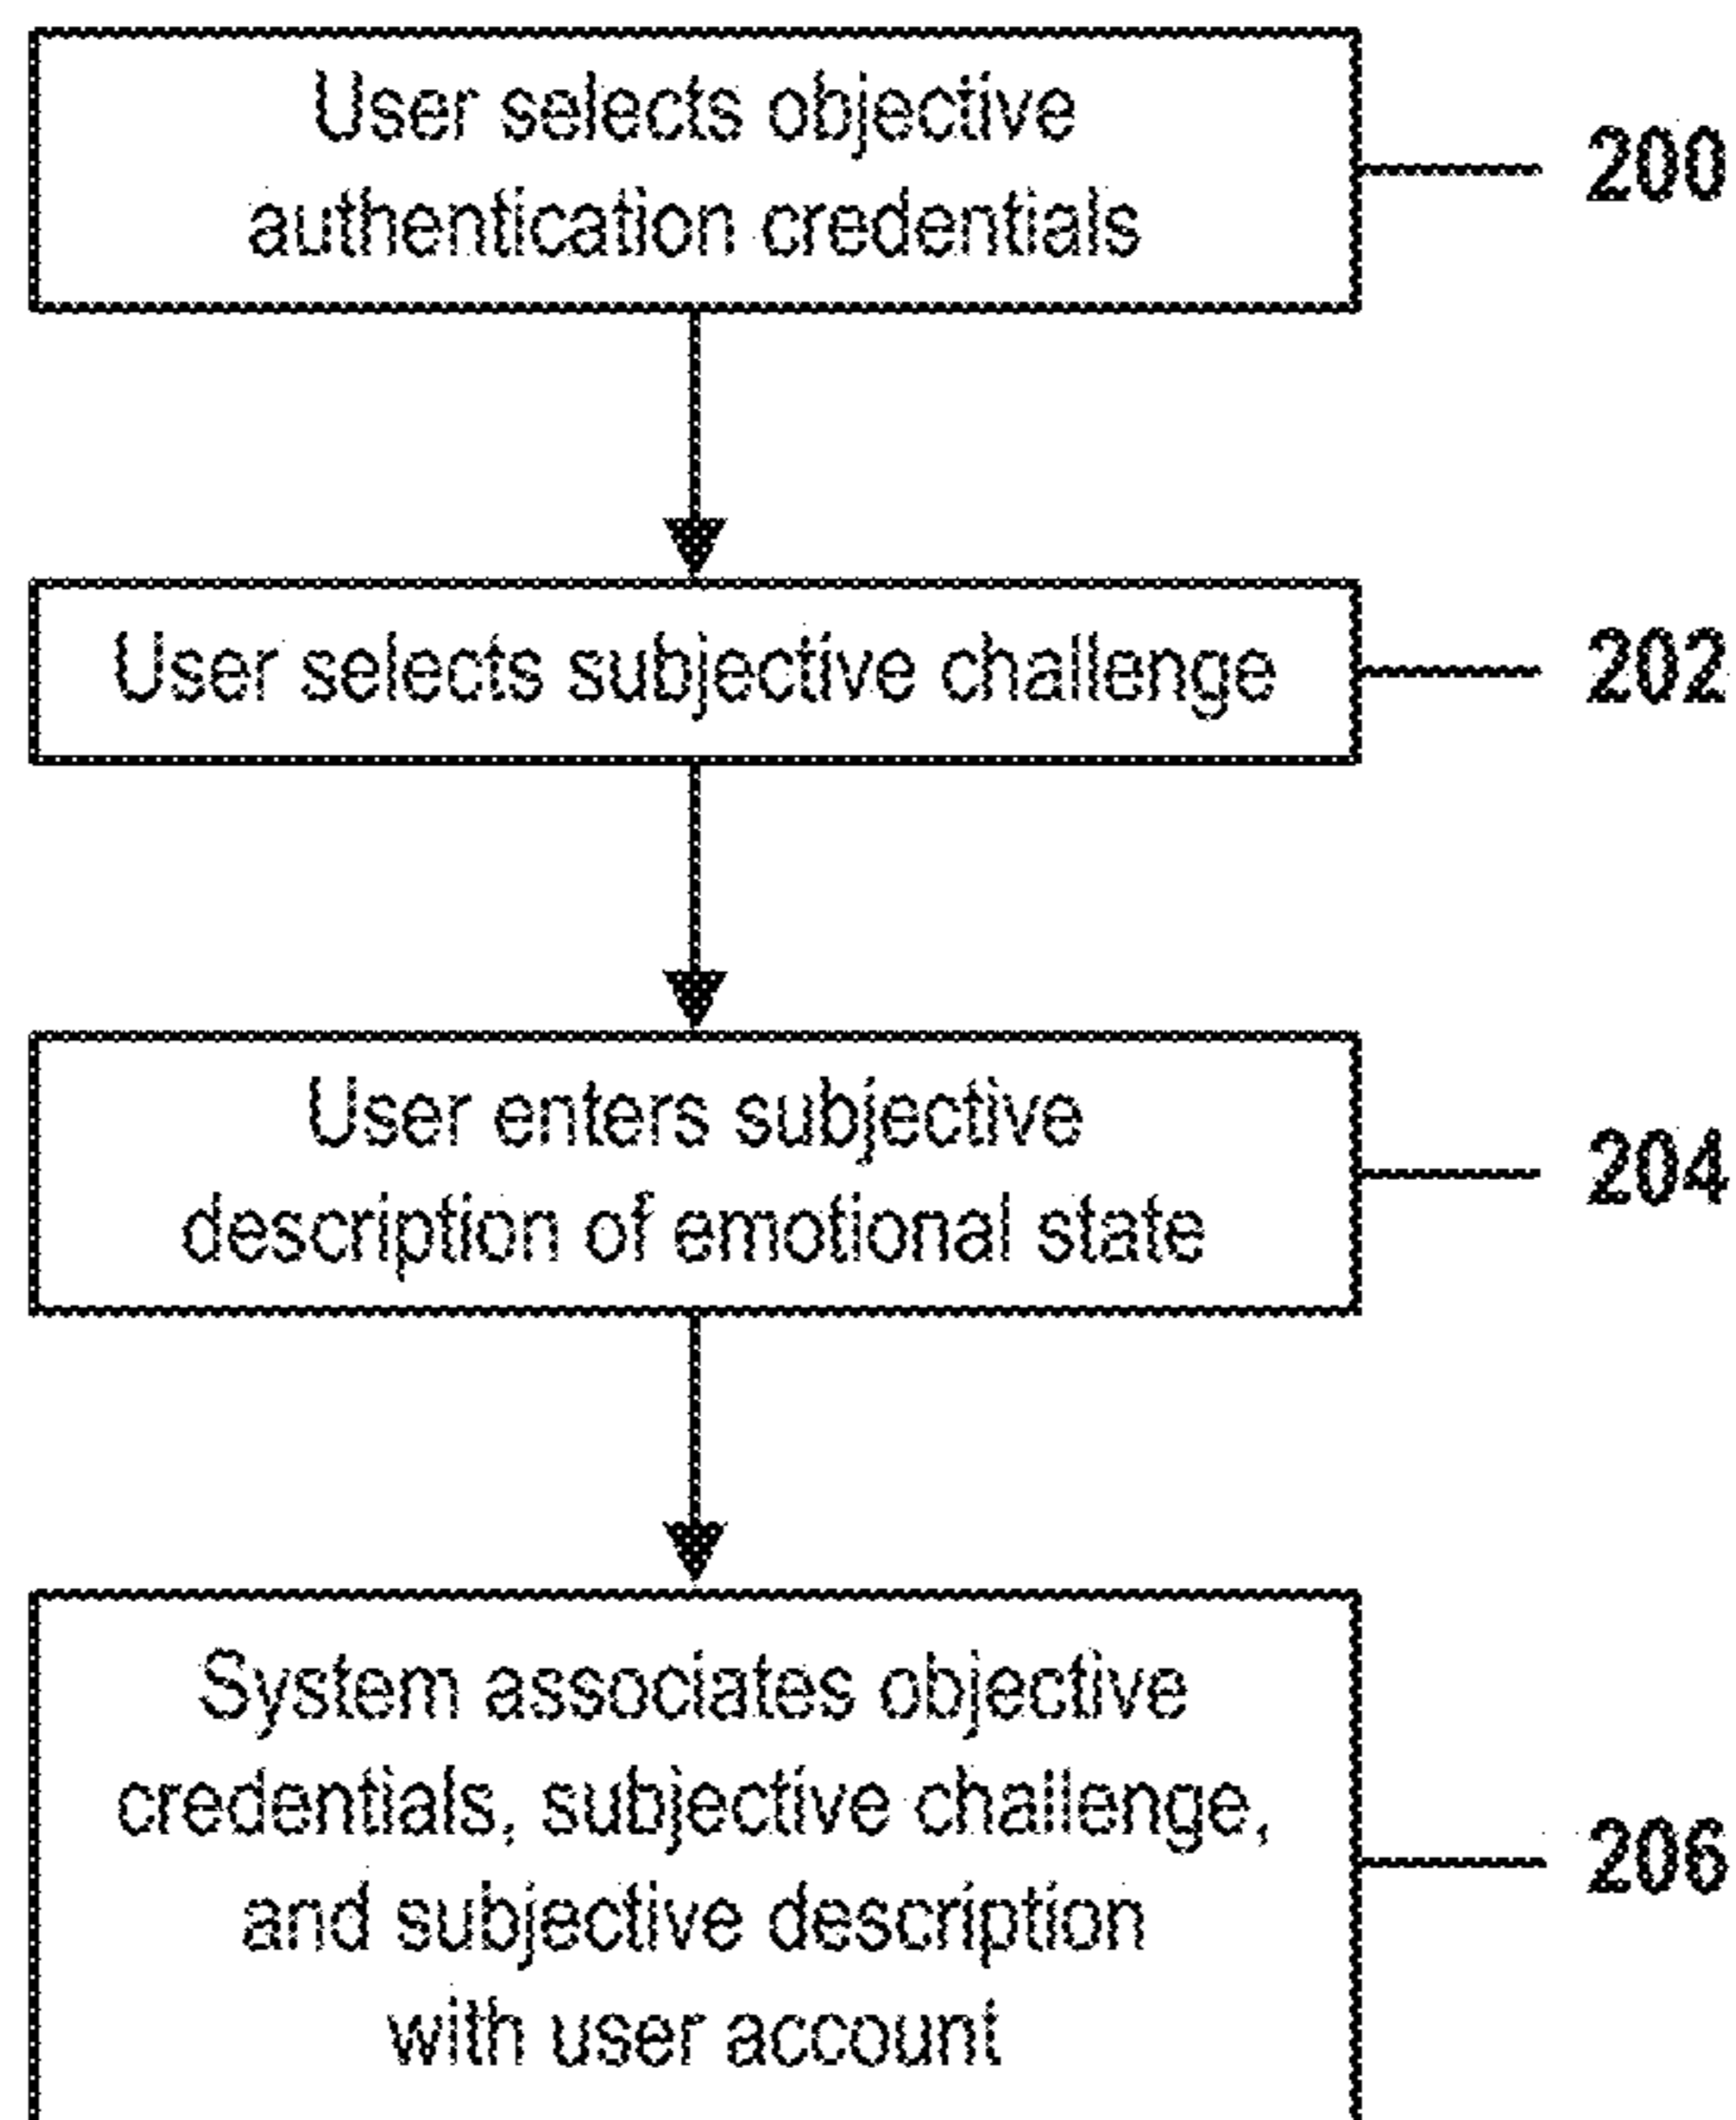 User selects objective
authentication credentials
200
User selects subjective challenge
202
User enters subjective
description of emotional state
204
System associates objective
credentials, subjective challenge,
and subjective description
with user account
206